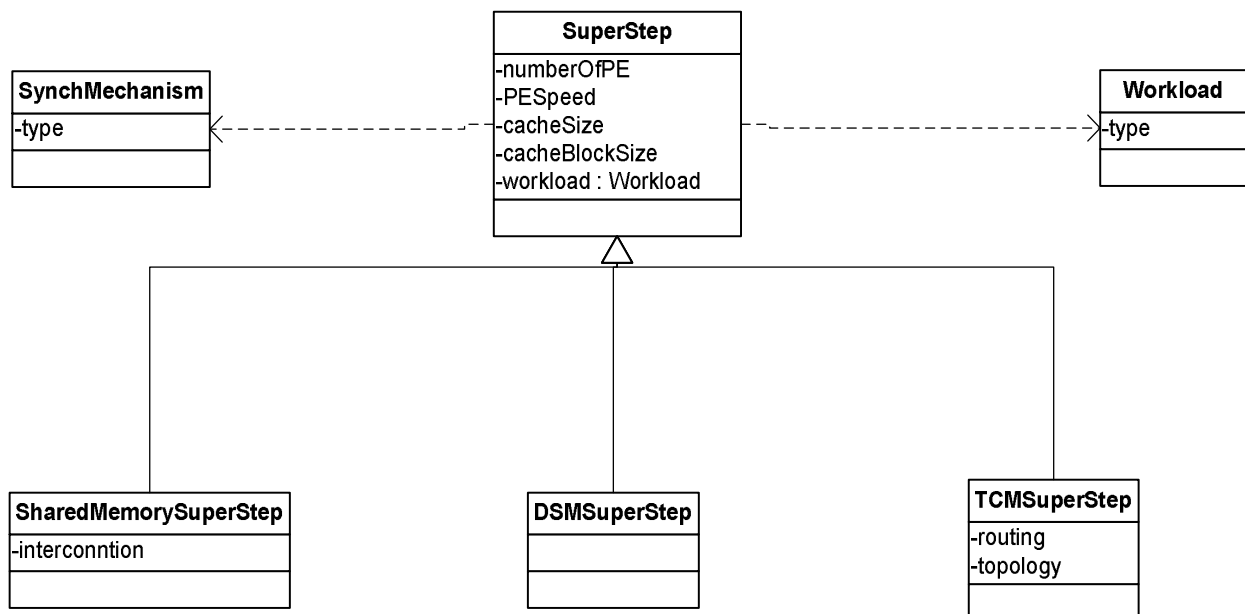 SuperStep
-numberOfPE
-PESpeed
-cacheSize
-cacheBlockSize
-workload : Workload
SynchMechanism
-type
Workload
-type
SharedMemorySuperStep
-interconntion
DSMSuperStep
TCMSuperStep
-routing
-topology